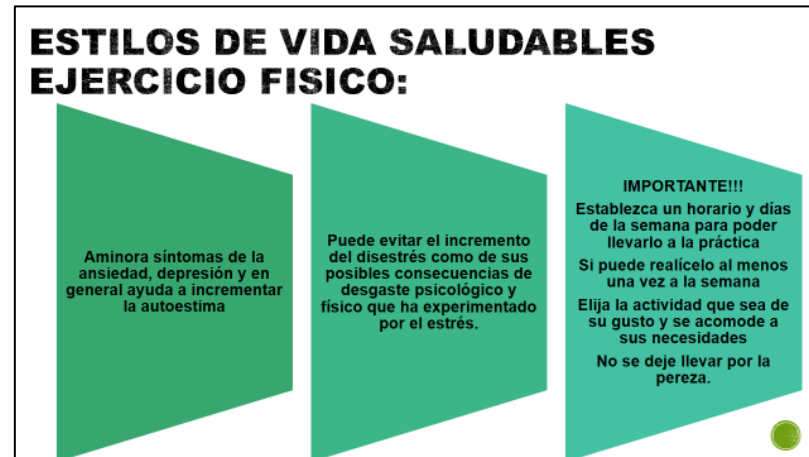 ESTILOS DE VIDA SALUDABLES
EJERCICIO FISICO:
Aminora síntomas de la
ansiedad, depresión y en
general ayuda a incrementar
la autoestima
Puede evitar el incremento
del disestrés como de sus
posibles consecuencias de
desgaste psicológico y
físico que ha experimentado
por el estrés.
IMPORTANTE!!!
Establezca un horario y días
de la semana para poder
llevarlo a la práctica
Si puede realícelo al menos
una vez a la semana
Elija la actividad que sea de
su gusto y se acomode a
sus necesidades
No se deje llevar por la
pereza.